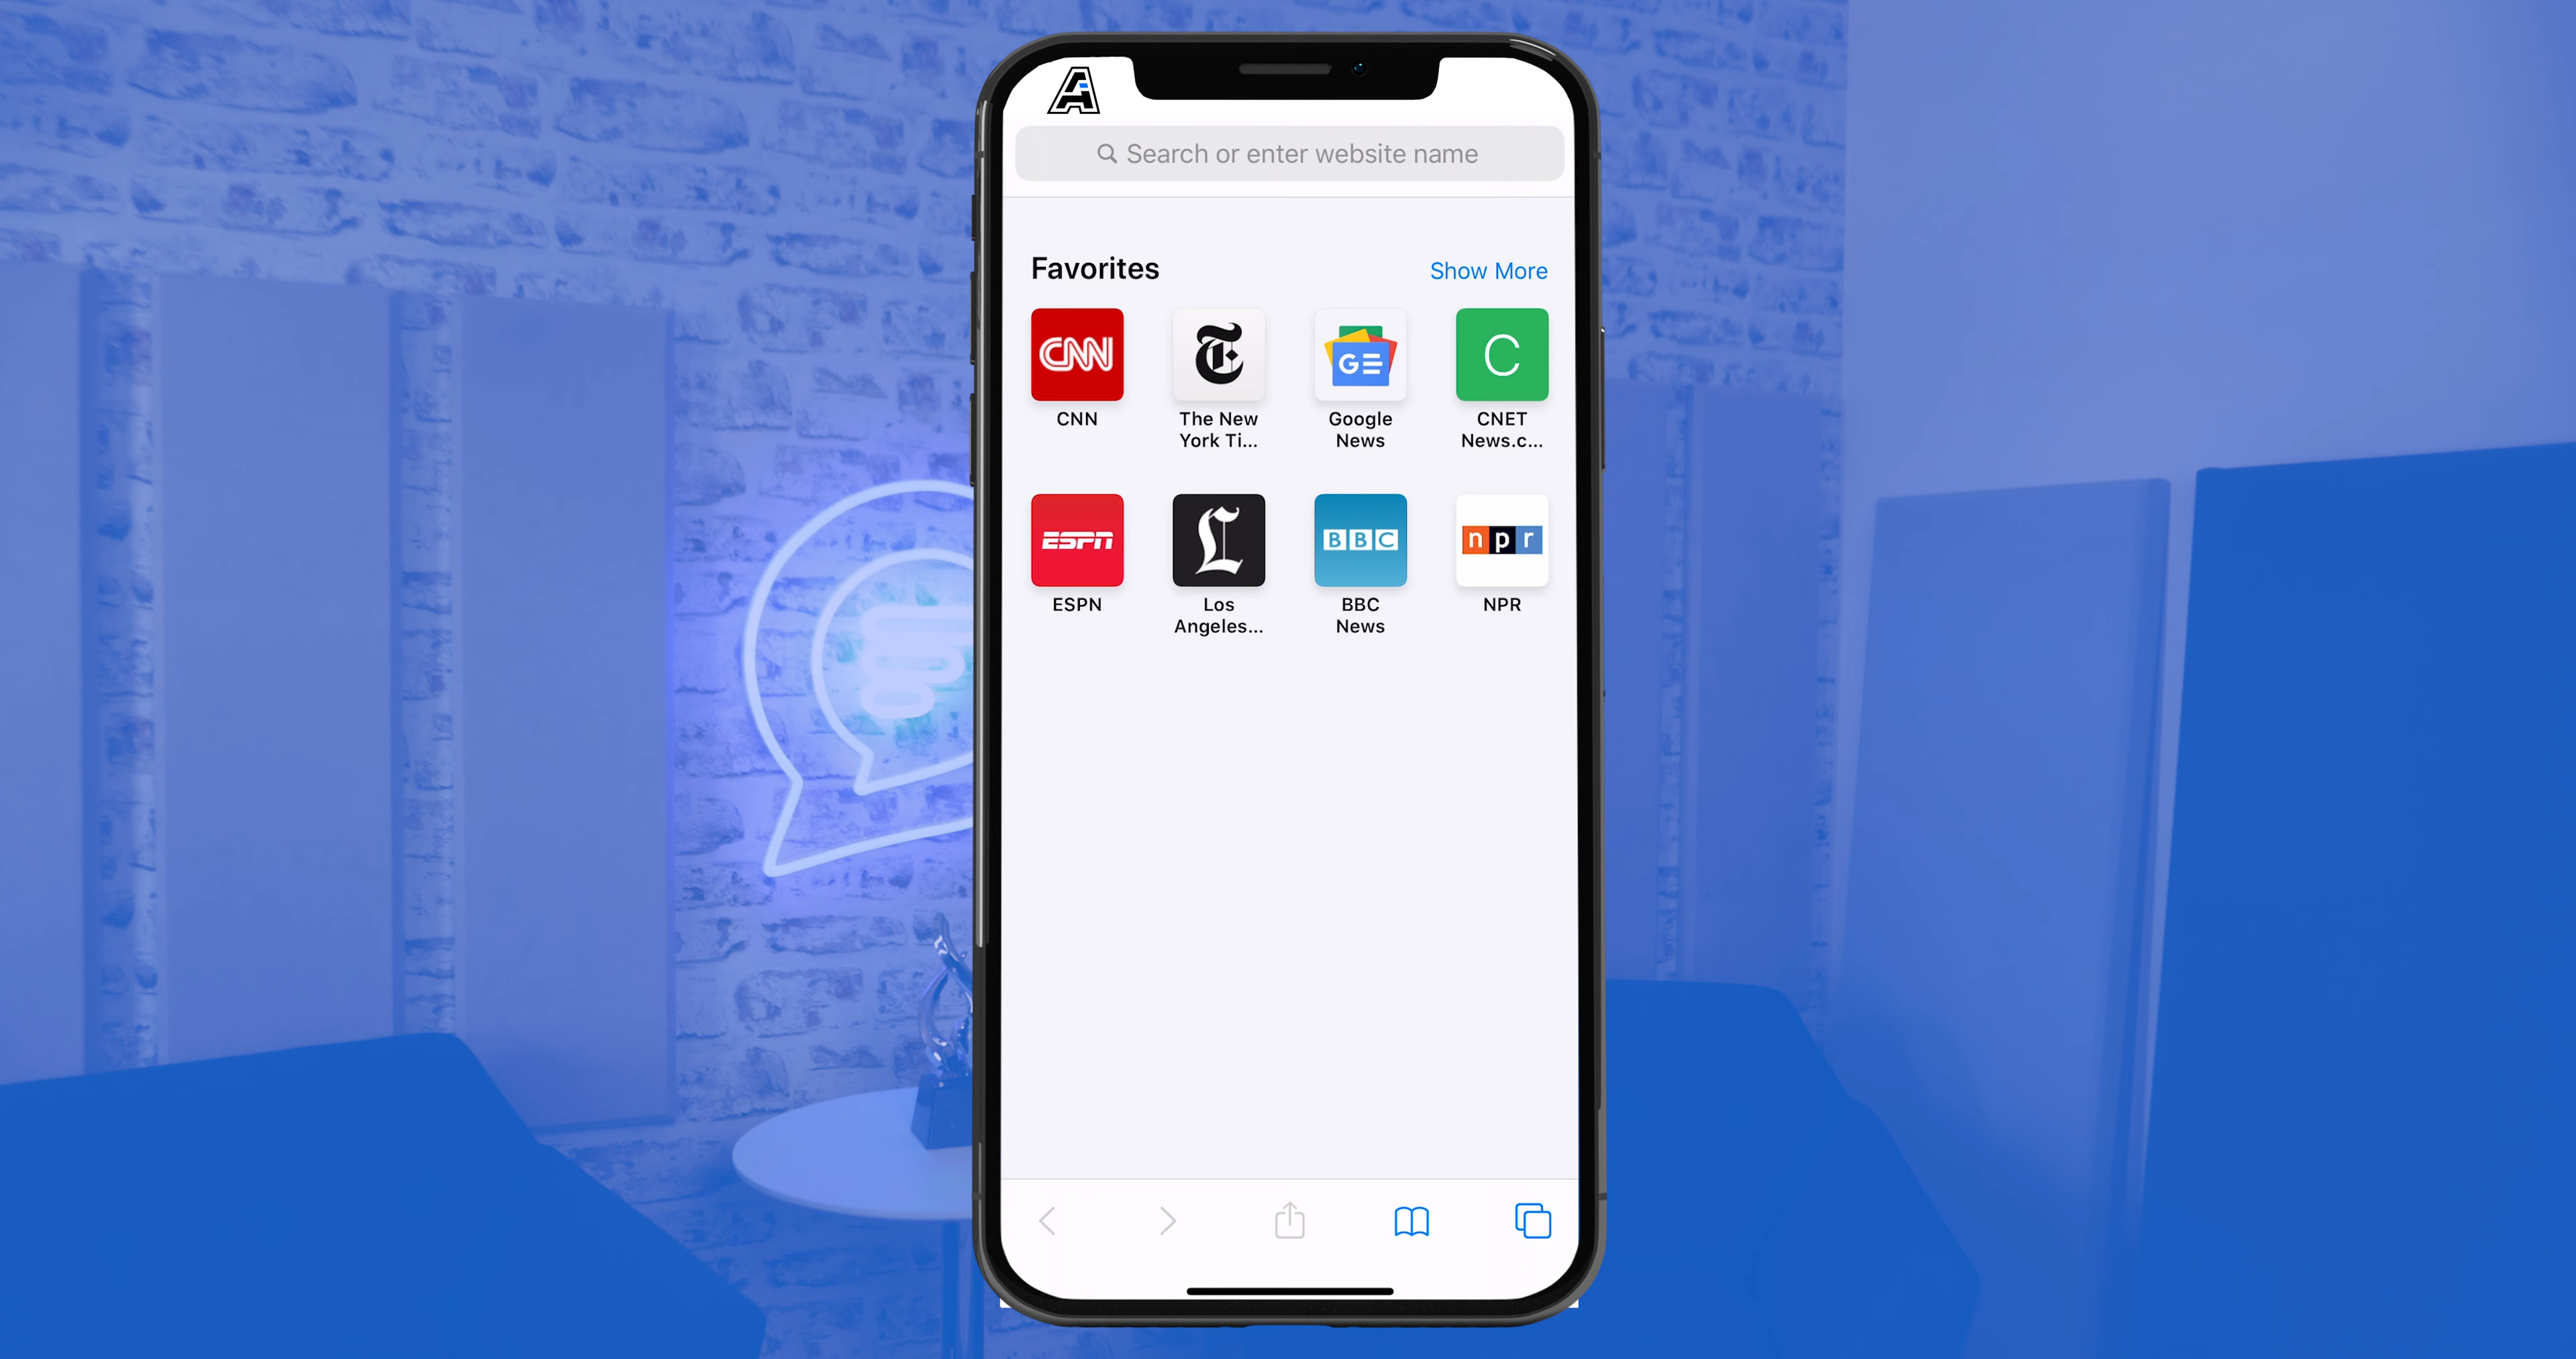 A
Search or enter website name
Favorites
Show More
CNN
GE
C
CNN
The New
York Ti...
Google
News
CNET
News.c...
ESPN
L
BBC
npr
ESPN
Los
Angeles...
BBC
News
NPR